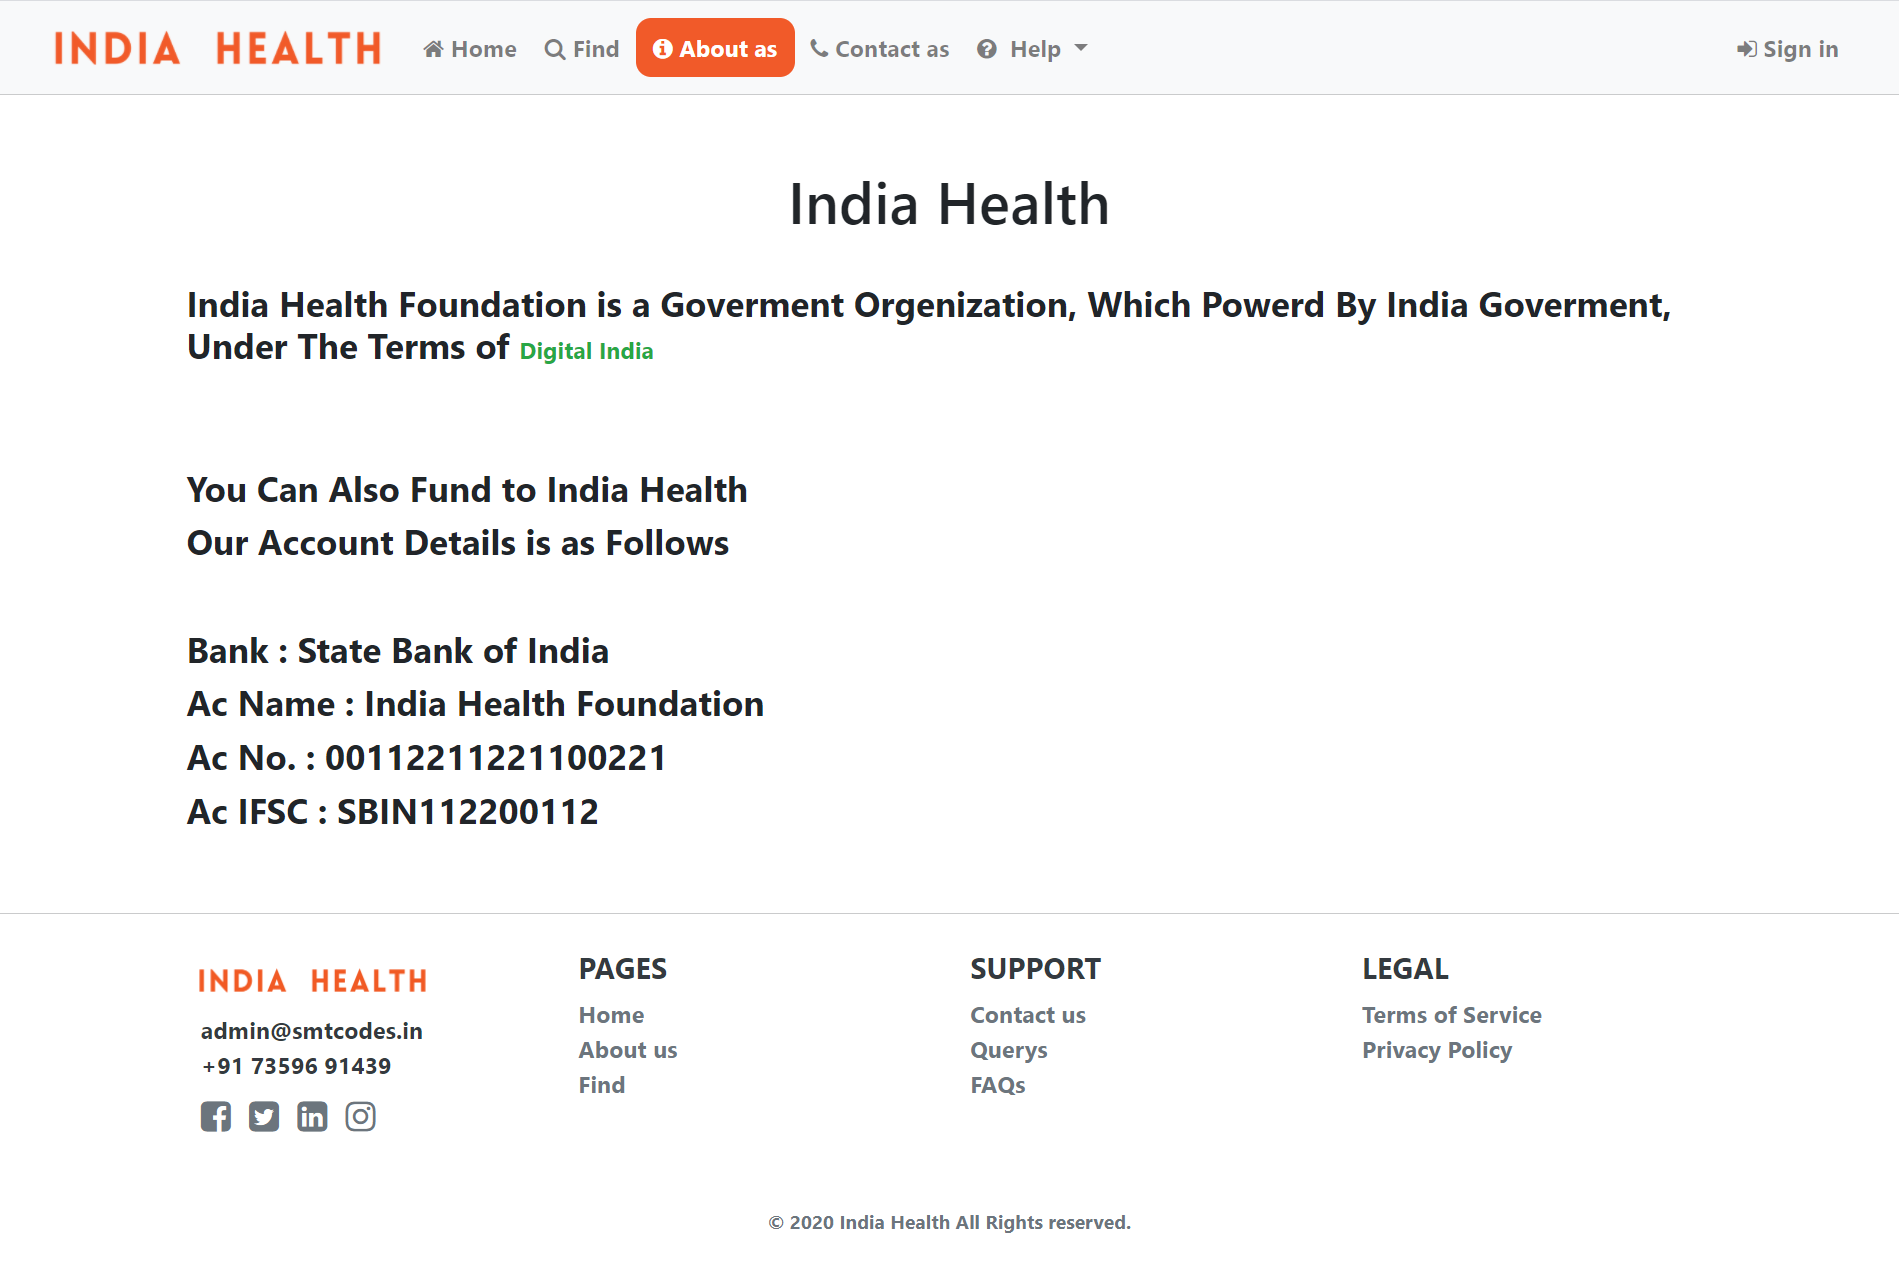 INDIA HEALTH Home Find About as Contact as Help Sign in
India Health
India Health Foundation is a Goverment Orgenization, Which Powerd By India Goverment,
Under The Terms of Digital India
You Can Also Fund to India Health
Our Account Details is as Follows
Bank : State Bank of India
Ac Name : India Health Foundation
Ac No. : 00112211221100221
Ac IFSC : SBIN112200112
INDIA HEALTH
admin@smtcodes.in
+91 73596 91439
PAGES
Home
About us
Find
SUPPORT
Contact us
Querys
FAQs
LEGAL
Terms of Service
Privacy Policy
© 2020 India Health All Rights reserved.